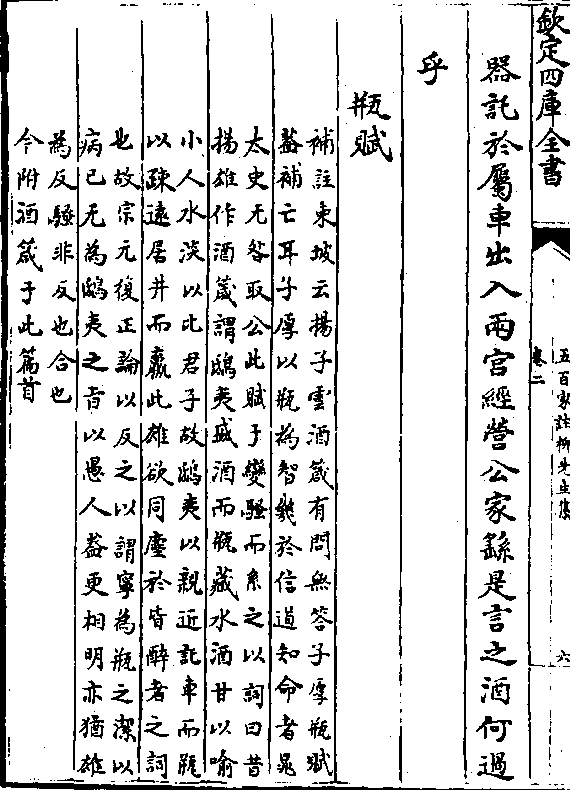 欽定四庫全書
五百家註柳先生集
卷二
六
器託於屬車出入兩宮經營公家繇是言之酒何過
乎
瓶賦
補註東坡云揚子雲酒箴有問無答子厚瓶賦
葢補亡耳子厚以瓶為智幾於信道知命者晁
太史无咎取公此賦于變騷而系之以詞曰昔
揚雄作酒箴謂鴟夷盛酒而瓶藏水酒甘以喻
小人水淡以比君子故鴟夷以親近託車而瓶
以疎遠居井而羸此雄欲同塵於皆醉者之詞
也故宗元復正論以反之以謂寧為瓶之潔以
病已无為鴟夷之旨以愚人葢更相明亦猶雄
為反騷非反也合也
今附酒箴于此篇首